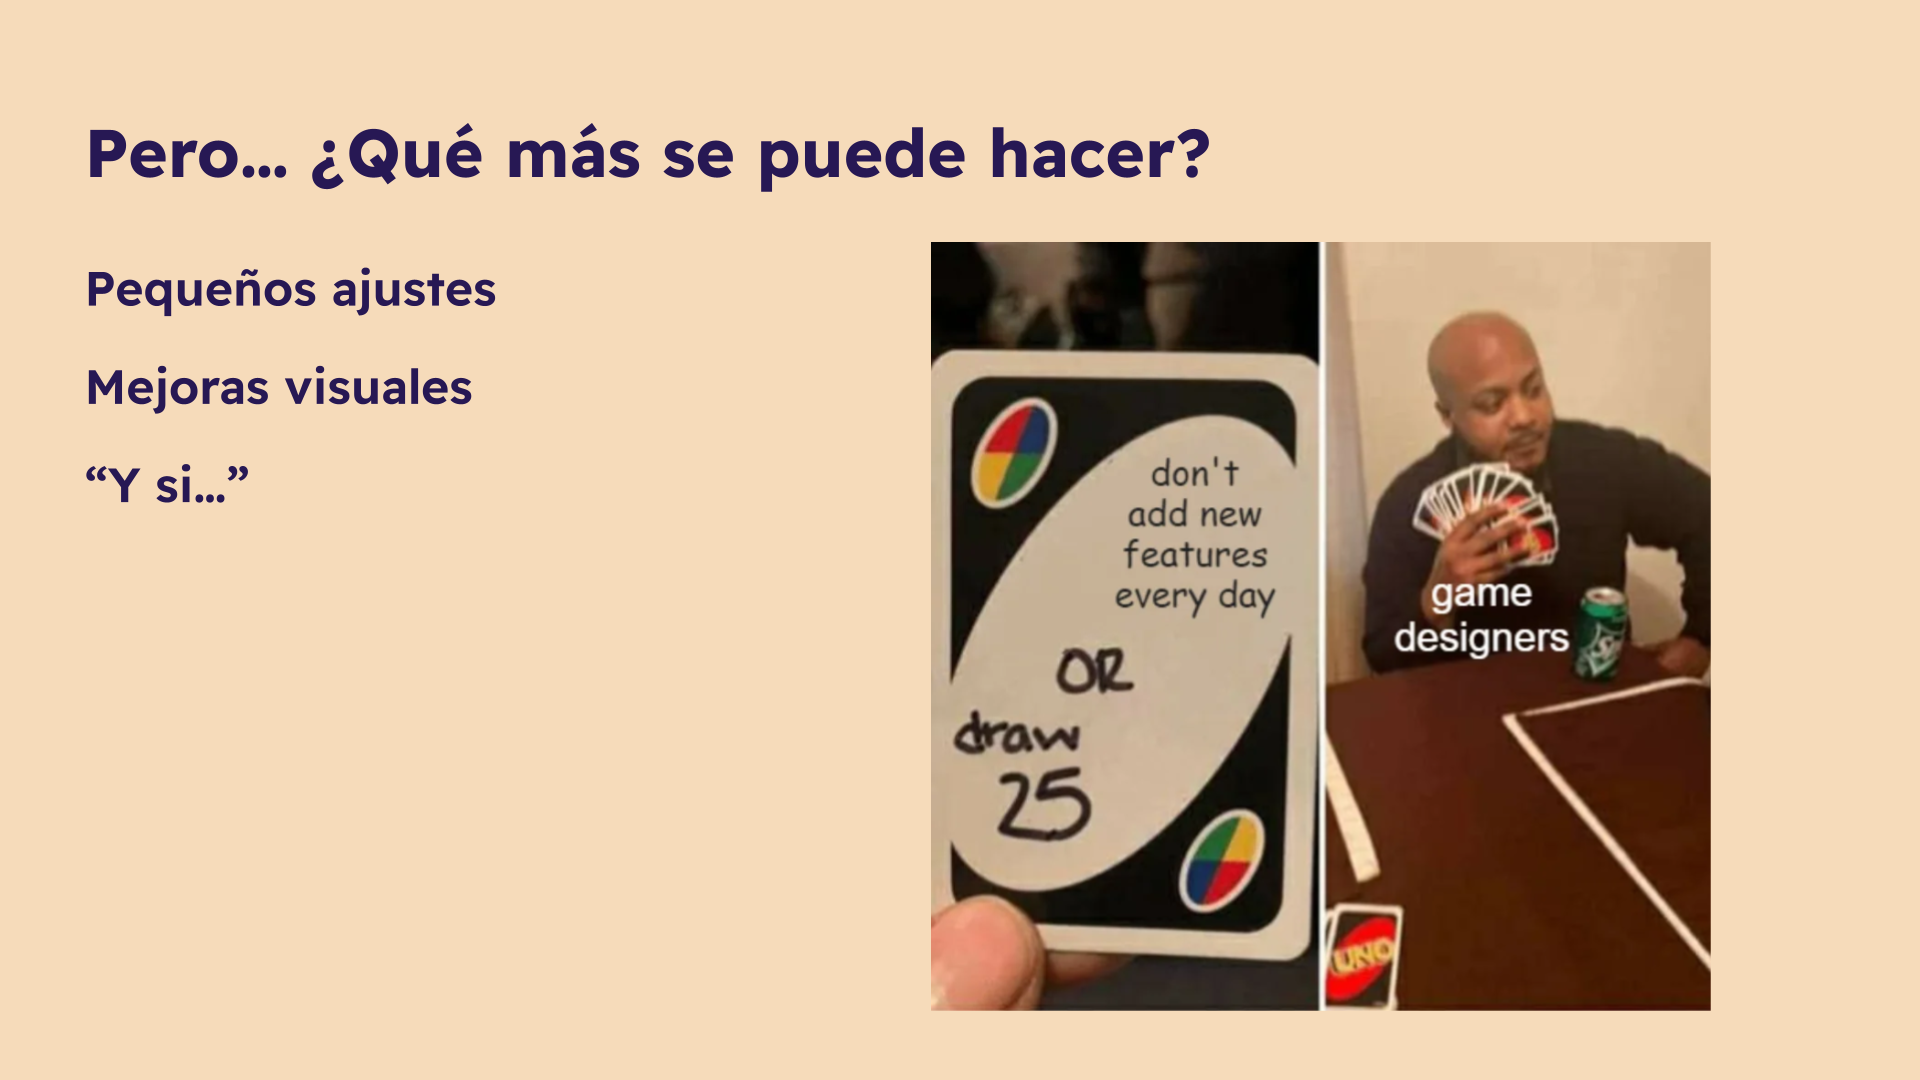 Pero... ¿Qué más se puede hacer?
Pequeños ajustes
Mejoras visuales
“Y si...”
don't
add new
features
every day
OR
draw
25
game
designers
UNO